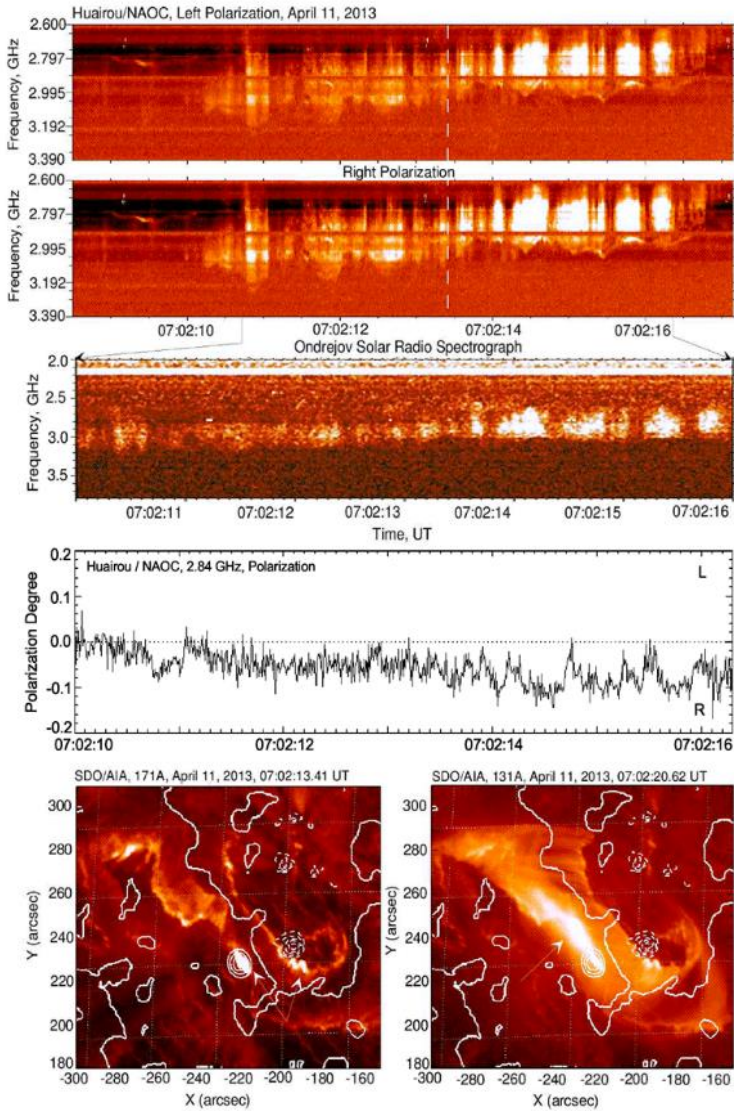 Huairou/NAOC, Left Polarization, April 11, 2013
Frequency, GHz
2.600
2.797
2.995
3.192
3.390
Right Polarization
Frequency, GHz
2.600
2.797
2.995
3.192
3.390
07:02:10 07:02:12 07:02:14 07:02:16
Ondrejov Solar Radio Spectrograph
Frequency, GHz
2.0
2.5
3.0
3.5
07:02:11 07:02:12 07:02:13 07:02:14 07:02:15 07:02:16
Time, UT
Huairou / NAOC, 2.84 GHz, Polarization
L
R
Polarization Degree
0.2
0.1
0.0
-0.1
-0.2
07:02:10 07:02:12 07:02:14 07:02:16
SDO/AIA, 171A, April 11, 2013, 07:02:13.41 UT
Y (arcsec)
300
280
260
240
220
200
180
-300 -280 -260 -240 -220 -200 -180 -160
X (arcsec)
SDO/AIA, 131A, April 11, 2013, 07:02:20.62 UT
Y (arcsec)
300
280
260
240
220
200
180
-300 -280 -260 -240 -220 -200 -180 -160
X (arcsec)